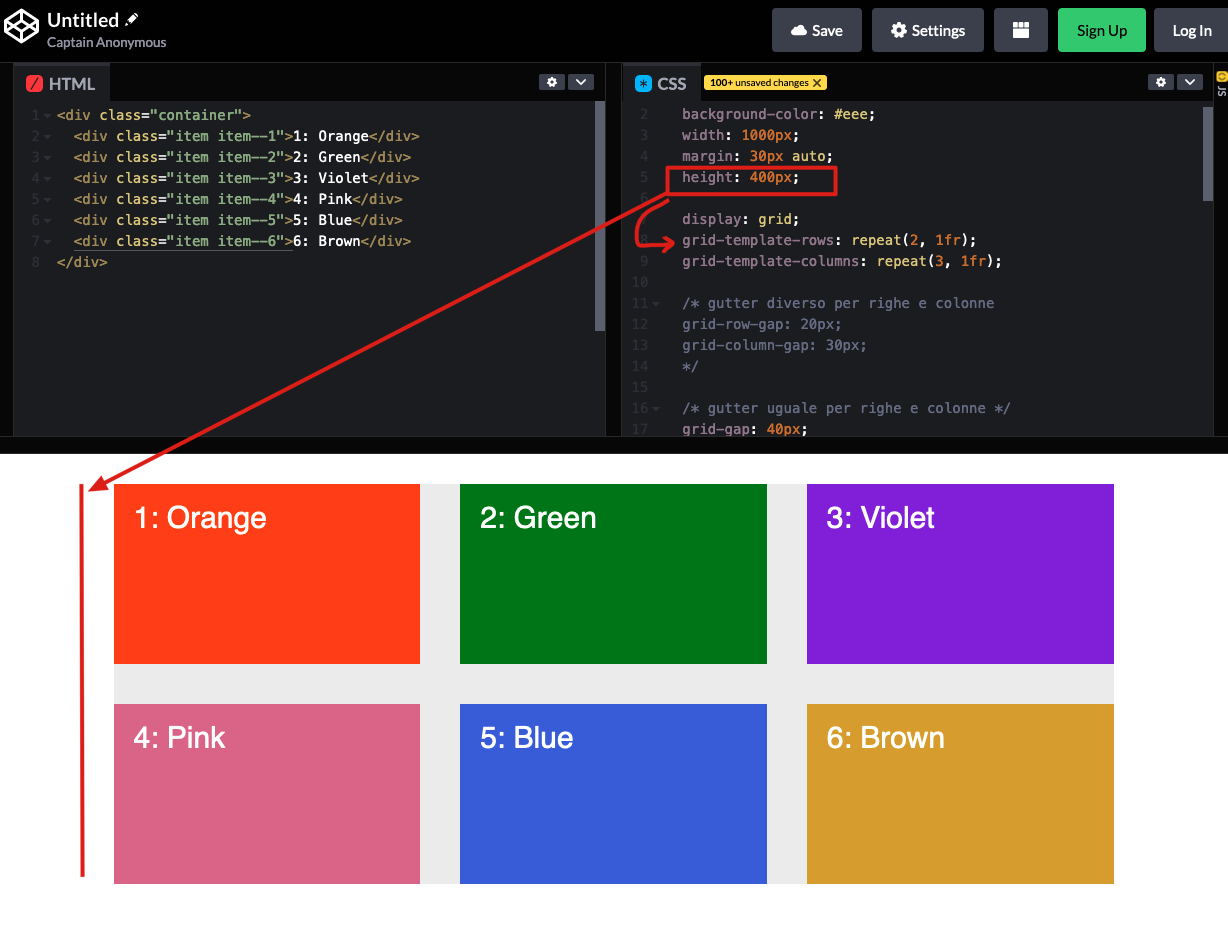 Untitled
Captain Anonymous
Save
Settings
Sign Up
Log In
HTML
1 <div class="container">
2 <div class="item item--1">1: Orange</div>
3 <div class="item item--2">2: Green</div>
4 <div class="item item--3">3: Violet</div>
5 <div class="item item--4">4: Pink</div>
6 <div class="item item--5">5: Blue</div>
7 <div class="item item--6">6: Brown</div>
8 </div>
CSS
100+ unsaved changes X
JS
2 background-color: #eee;
3 width: 1000px;
4 margin: 30px auto;
5 height: 400px;
6
display: grid;
8 grid-template-rows: repeat(2, 1fr);
9 grid-template-columns: repeat(3, 1fr);
10
11 /* gutter diverso per righe e colonne
12 grid-row-gap: 20px;
13 grid-column-gap: 30px;
14 */
15
16 /* gutter uguale per righe e colonne */
17 grid-gap: 40px;
1: Orange
2: Green
3: Violet
4: Pink
5: Blue
6: Brown